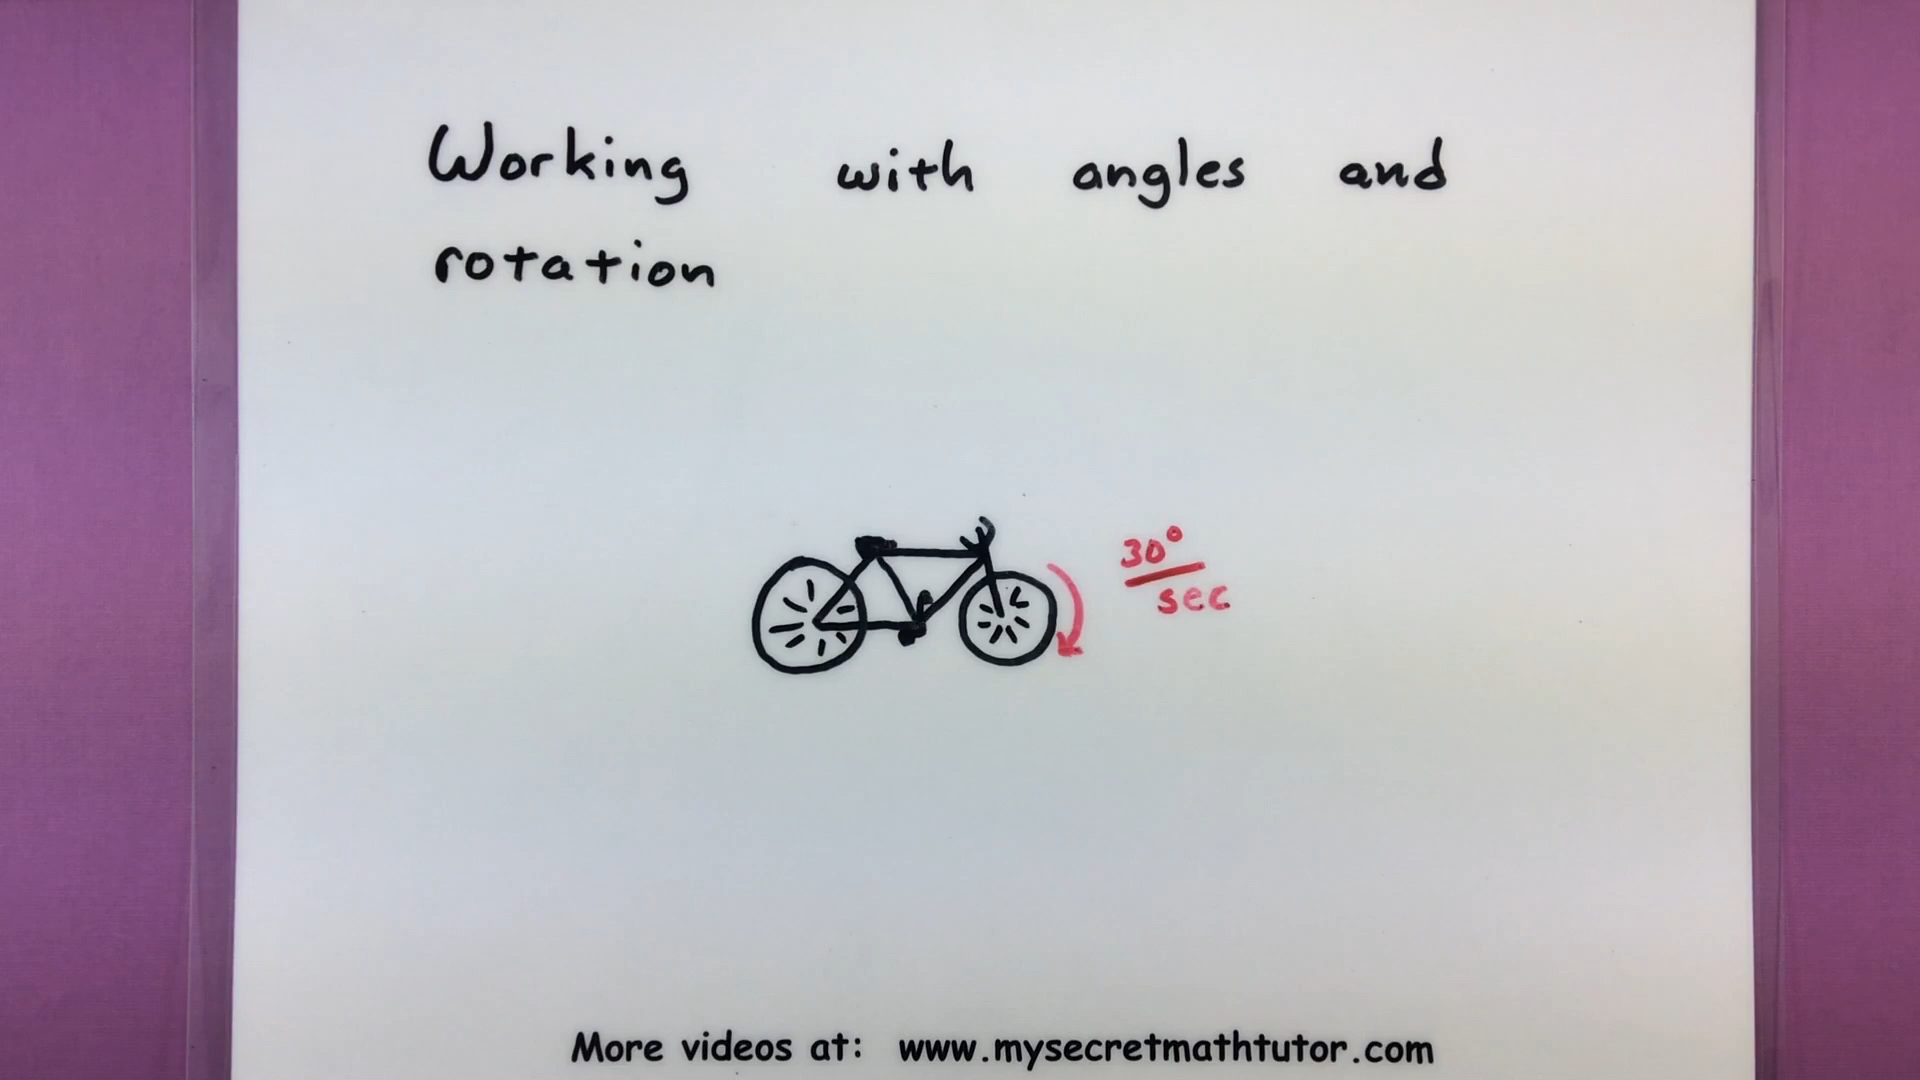 Working with angles and
rotation
30°
sec
More videos at: www.mysecretmathtutor.com